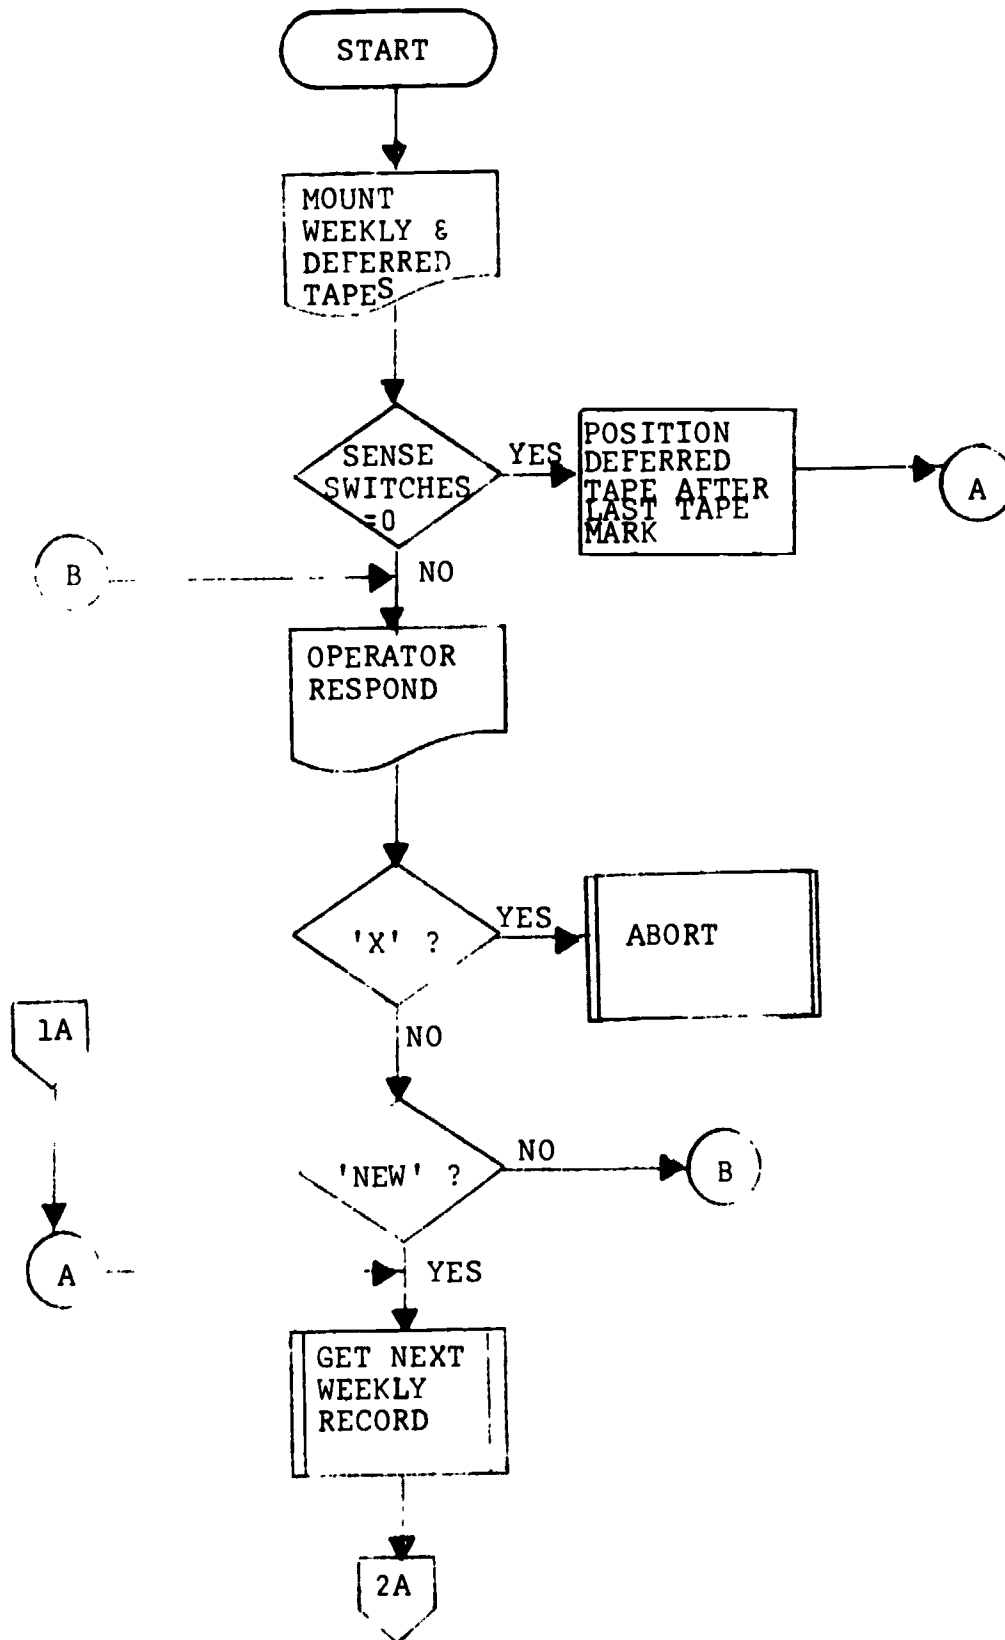 START
MOUNT
WEEKLY &
DEFERRED
TAPES
SENSE
SWITCHES
=0
YES
POSITION
DEFERRED
TAPE AFTER
LAST TAPE
MARK
A
B
NO
OPERATOR
RESPOND
'X' ?
YES
ABORT
1A
NO
'NEW' ?
NO
B
A
YES
GET NEXT
WEEKLY
RECORD
2A